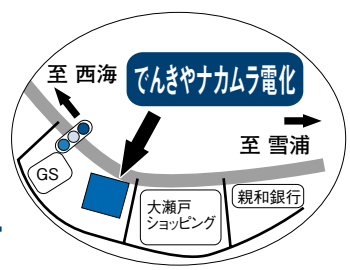 至 西海
でんきやナカムラ電化
至 雪浦
GS
大瀬戸
ショッピング
親和銀行